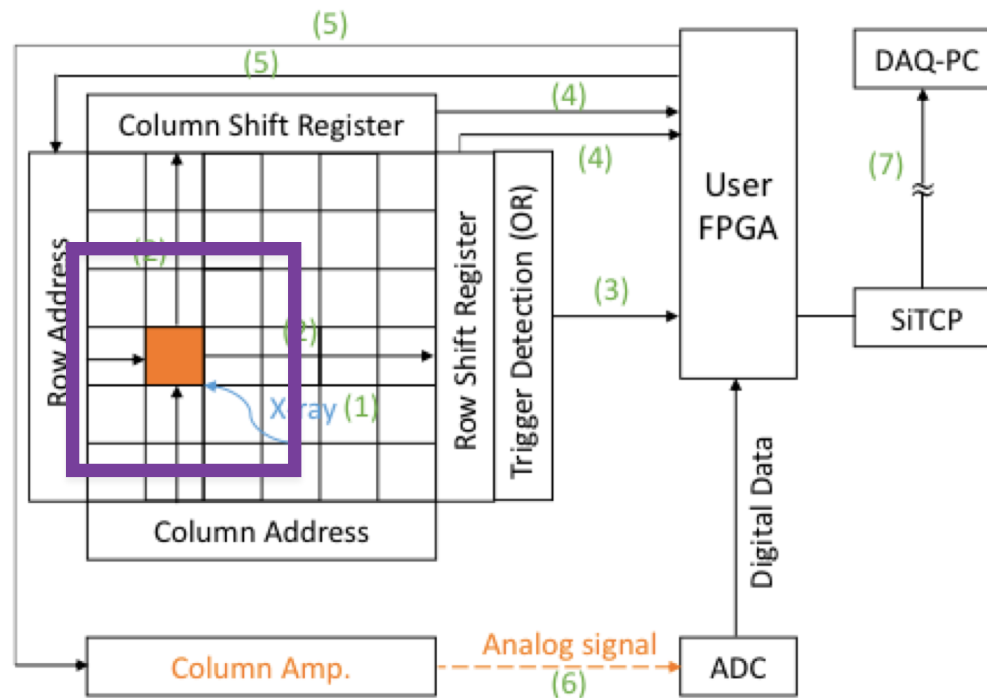 (5)
(5)
DAQ-PC
(4)
Column Shift Register
(4)
(7)
User
FPGA
(2)
Row Address
Row Shift Register
Trigger Detection (OR)
(3)
SiTCP
(2)
X-ray (1)
Column Address
Digital Data
Analog signal
Column Amp.
ADC
(6)